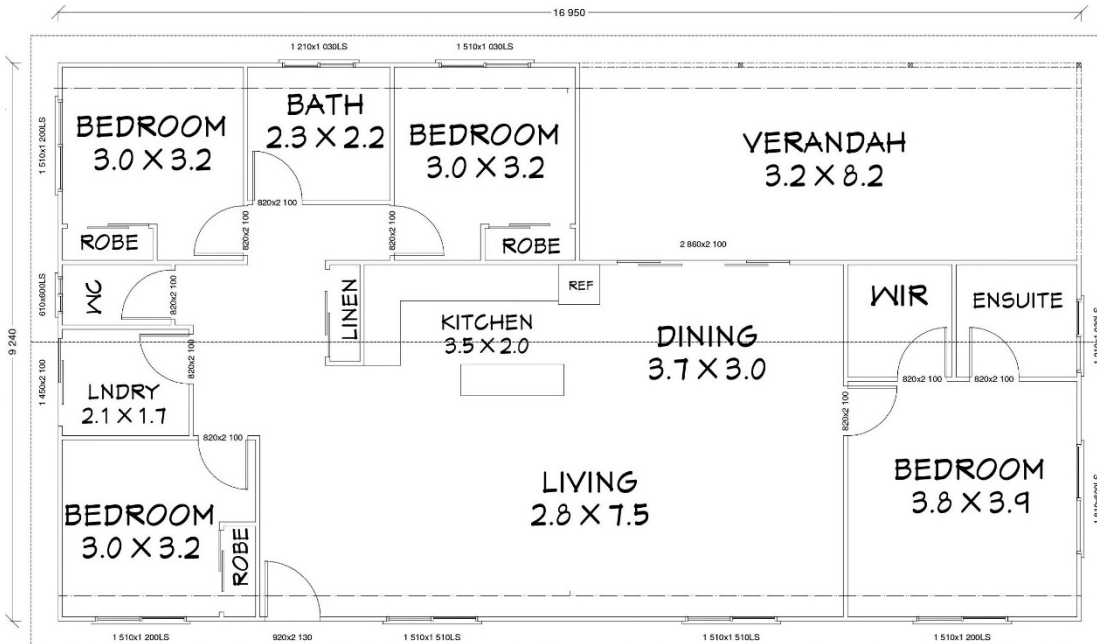 16 950
1 210x1 030LS
1 510x1 030LS
BEDROOM
3.0 X 3.2
BATH
2.3 X 2.2
BEDROOM
3.0 X 3.2
VERANDAH
3.2 X 8.2
1 510x1 200LS
820x2 100
820x2 100
820x2 100
ROBE
ROBE
2 860x2 100
610x600LS
WC
820x2 100
LINEN
REF
KITCHEN
3.5 X 2.0
DINING
3.7 X 3.0
WIR
ENSUITE
9 240
1 450x2 100
820x2 100
LNDRY
2.1 X 1.7
820x2 100
820x2 100
820x2 100
820x2 100
LIVING
2.8 X 7.5
BEDROOM
3.8 X 3.9
BEDROOM
3.0 X 3.2
ROBE
1 510x1 200LS
920x2 130
1 510x1 510LS
1 510x1 510LS
1 510x1 200LS